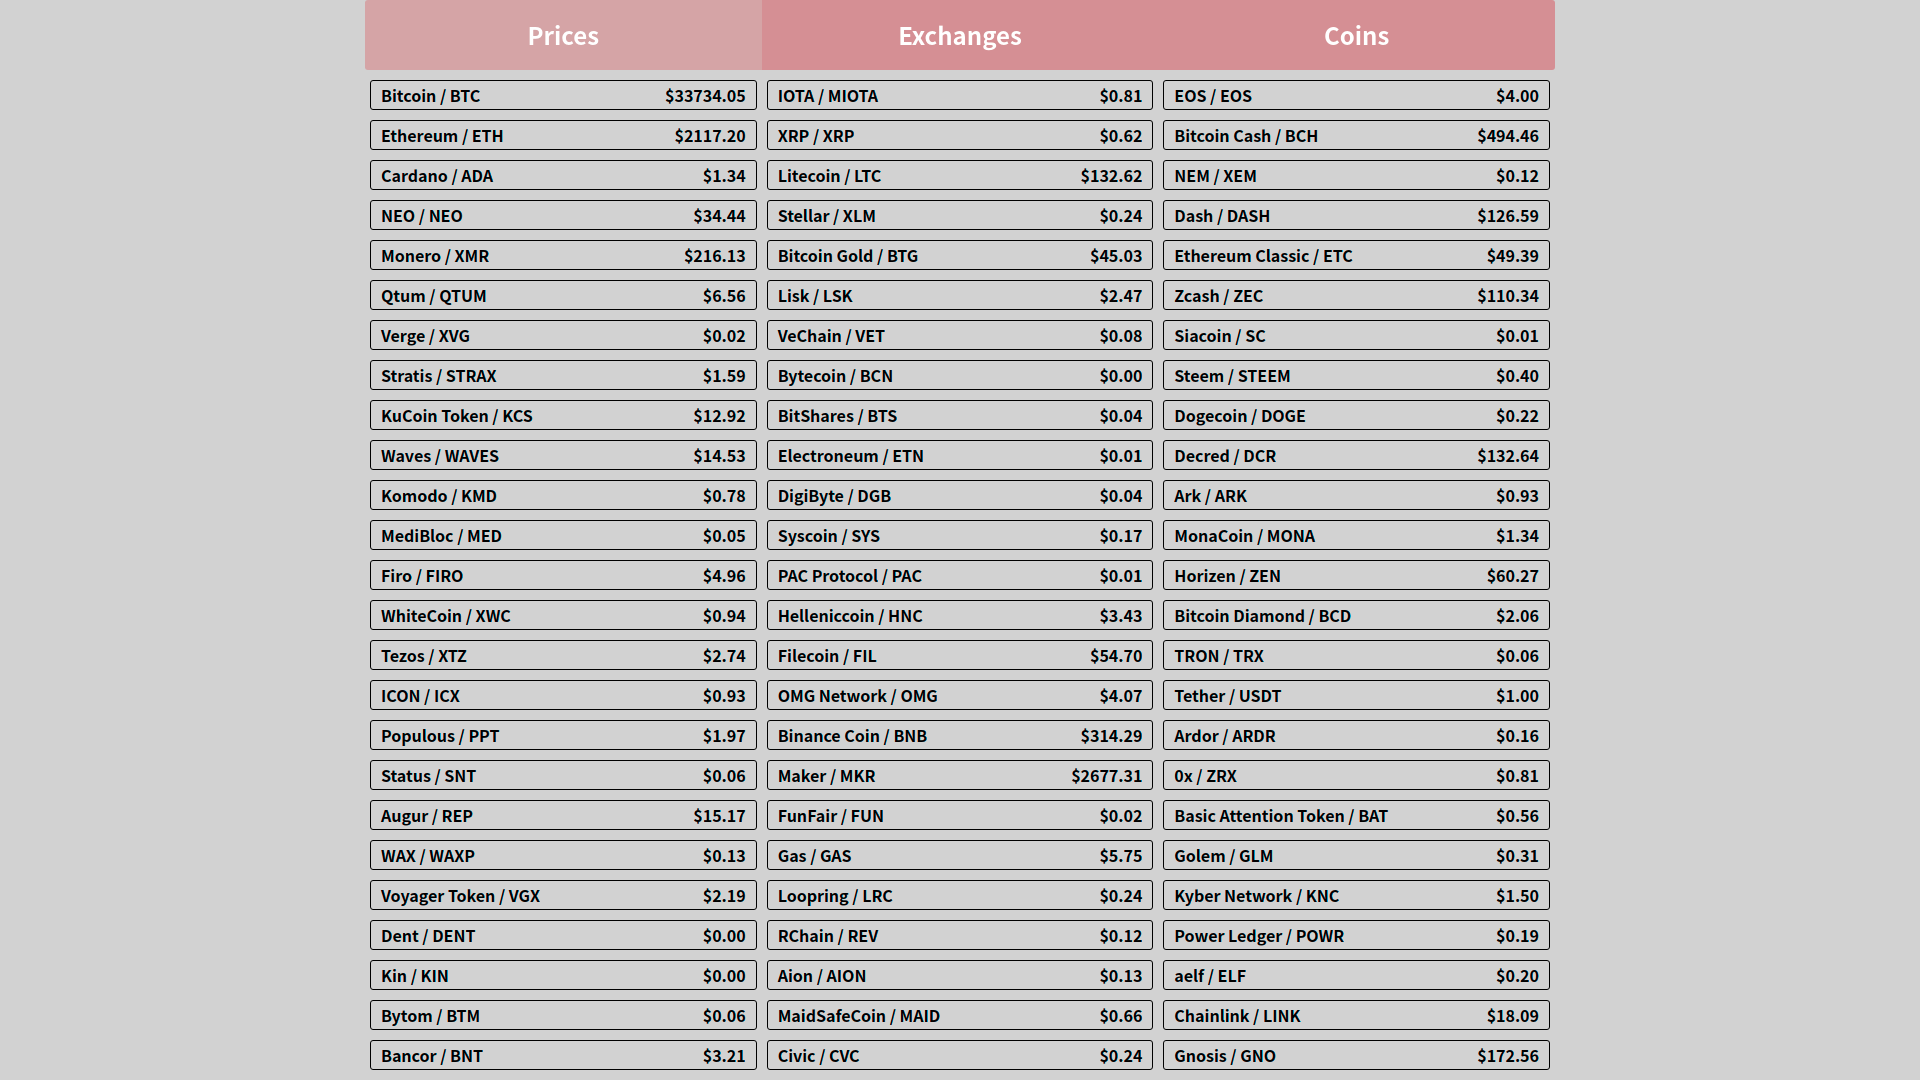 Prices Exchanges Coins
Bitcoin / BTC $33734.05 IOTA / MIOTA $0.81 EOS / EOS $4.00
Ethereum / ETH $2117.20 XRP / XRP $0.62 Bitcoin Cash / BCH $494.46
Cardano / ADA $1.34 Litecoin / LTC $132.62 NEM / XEM $0.12
NEO / NEO $34.44 Stellar / XLM $0.24 Dash / DASH $126.59
Monero / XMR $216.13 Bitcoin Gold / BTG $45.03 Ethereum Classic / ETC $49.39
Qtum / QTUM $6.56 Lisk / LSK $2.47 Zcash / ZEC $110.34
Verge / XVG $0.02 VeChain / VET $0.08 Siacoin / SC $0.01
Stratis / STRAX $1.59 Bytecoin / BCN $0.00 Steem / STEEM $0.40
KuCoin Token / KCS $12.92 BitShares / BTS $0.04 Dogecoin / DOGE $0.22
Waves / WAVES $14.53 Electroneum / ETN $0.01 Decred / DCR $132.64
Komodo / KMD $0.78 DigiByte / DGB $0.04 Ark / ARK $0.93
MediBloc / MED $0.05 Syscoin / SYS $0.17 MonaCoin / MONA $1.34
Firo / FIRO $4.96 PAC Protocol / PAC $0.01 Horizen / ZEN $60.27
WhiteCoin / XWC $0.94 Helleniccoin / HNC $3.43 Bitcoin Diamond / BCD $2.06
Tezos / XTZ $2.74 Filecoin / FIL $54.70 TRON / TRX $0.06
ICON / ICX $0.93 OMG Network / OMG $4.07 Tether / USDT $1.00
Populous / PPT $1.97 Binance Coin / BNB $314.29 Ardor / ARDR $0.16
Status / SNT $0.06 Maker / MKR $2677.31 0x / ZRX $0.81
Augur / REP $15.17 FunFair / FUN $0.02 Basic Attention Token / BAT $0.56
WAX / WAXP $0.13 Gas / GAS $5.75 Golem / GLM $0.31
Voyager Token / VGX $2.19 Loopring / LRC $0.24 Kyber Network / KNC $1.50
Dent / DENT $0.00 RChain / REV $0.12 Power Ledger / POWR $0.19
Kin / KIN $0.00 Aion / AION $0.13 aelf / ELF $0.20
Bytom / BTM $0.06 MaidSafeCoin / MAID $0.66 Chainlink / LINK $18.09
Bancor / BNT $3.21 Civic / CVC $0.24 Gnosis / GNO $172.56